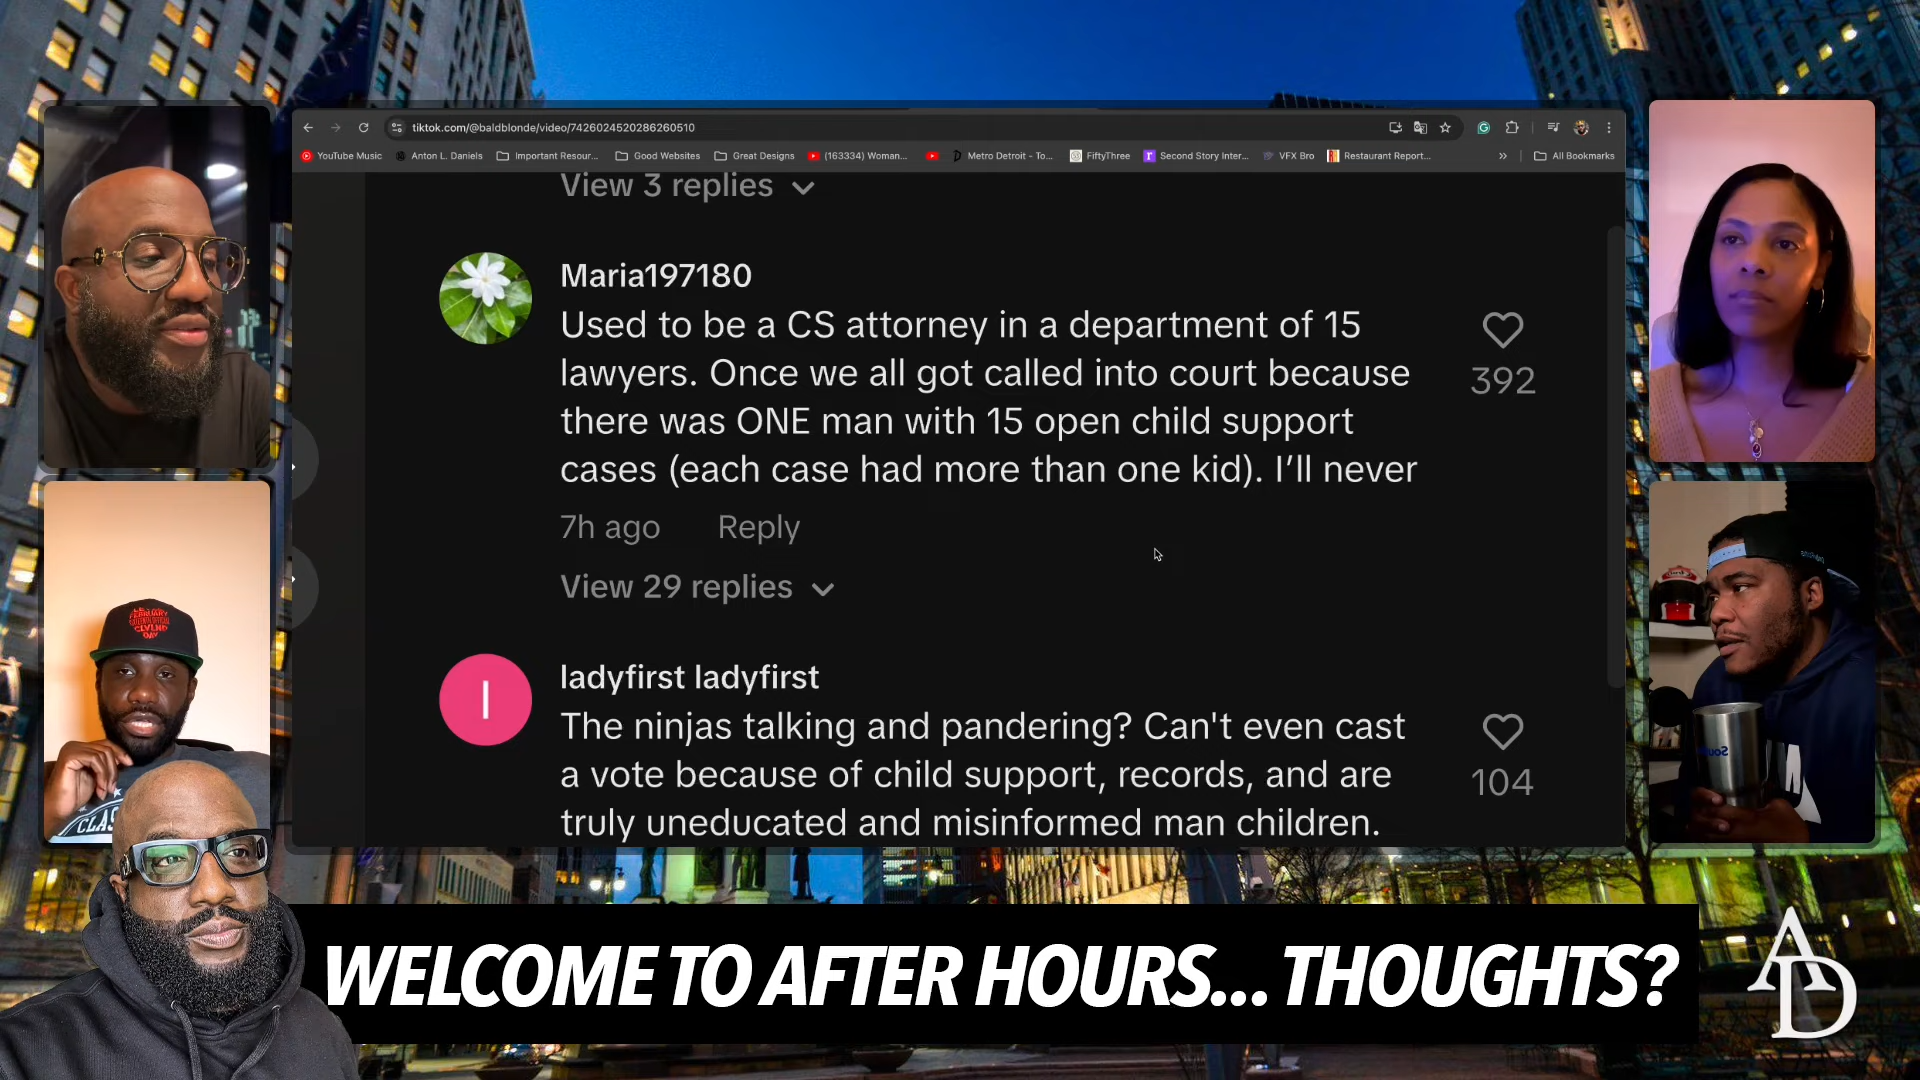 tiktok.com/@baldblonde/video/7426024520286260510
YouTube Music Anton L. Daniels Important Resour... Good Websites Great Designs (163334) Woman... Metro Detroit - To... FiftyThree Second Story Inter... VFX Bro Restaurant Report... » All Bookmarks
View 3 replies
Maria197180
Used to be a CS attorney in a department of 15
lawyers. Once we all got called into court because
there was ONE man with 15 open child support
cases (each case had more than one kid). I’ll never
392
7h ago Reply
View 29 replies
l
ladyfirst ladyfirst
The ninjas talking and pandering? Can't even cast
a vote because of child support, records, and are
truly uneducated and misinformed man children.
104
FEBRUARY
CLVLND
DAY
CLAS
WELCOME TO AFTER HOURS... THOUGHTS?
AD